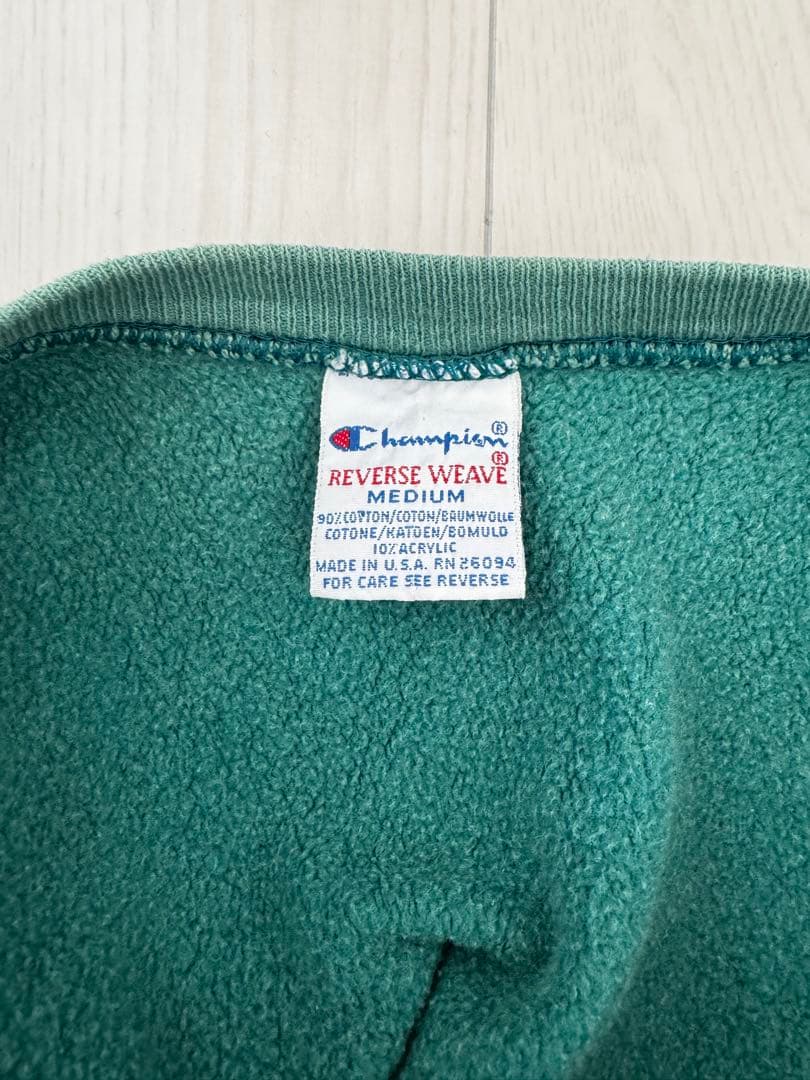 Champion®
REVERSE WEAVE®
MEDIUM
90% COTTON/COTON/BAUMWOLLE
COTONE/KATOEN/BOMULD
10% ACRYLIC
MADE IN U.S.A. RN 26094
FOR CARE SEE REVERSE